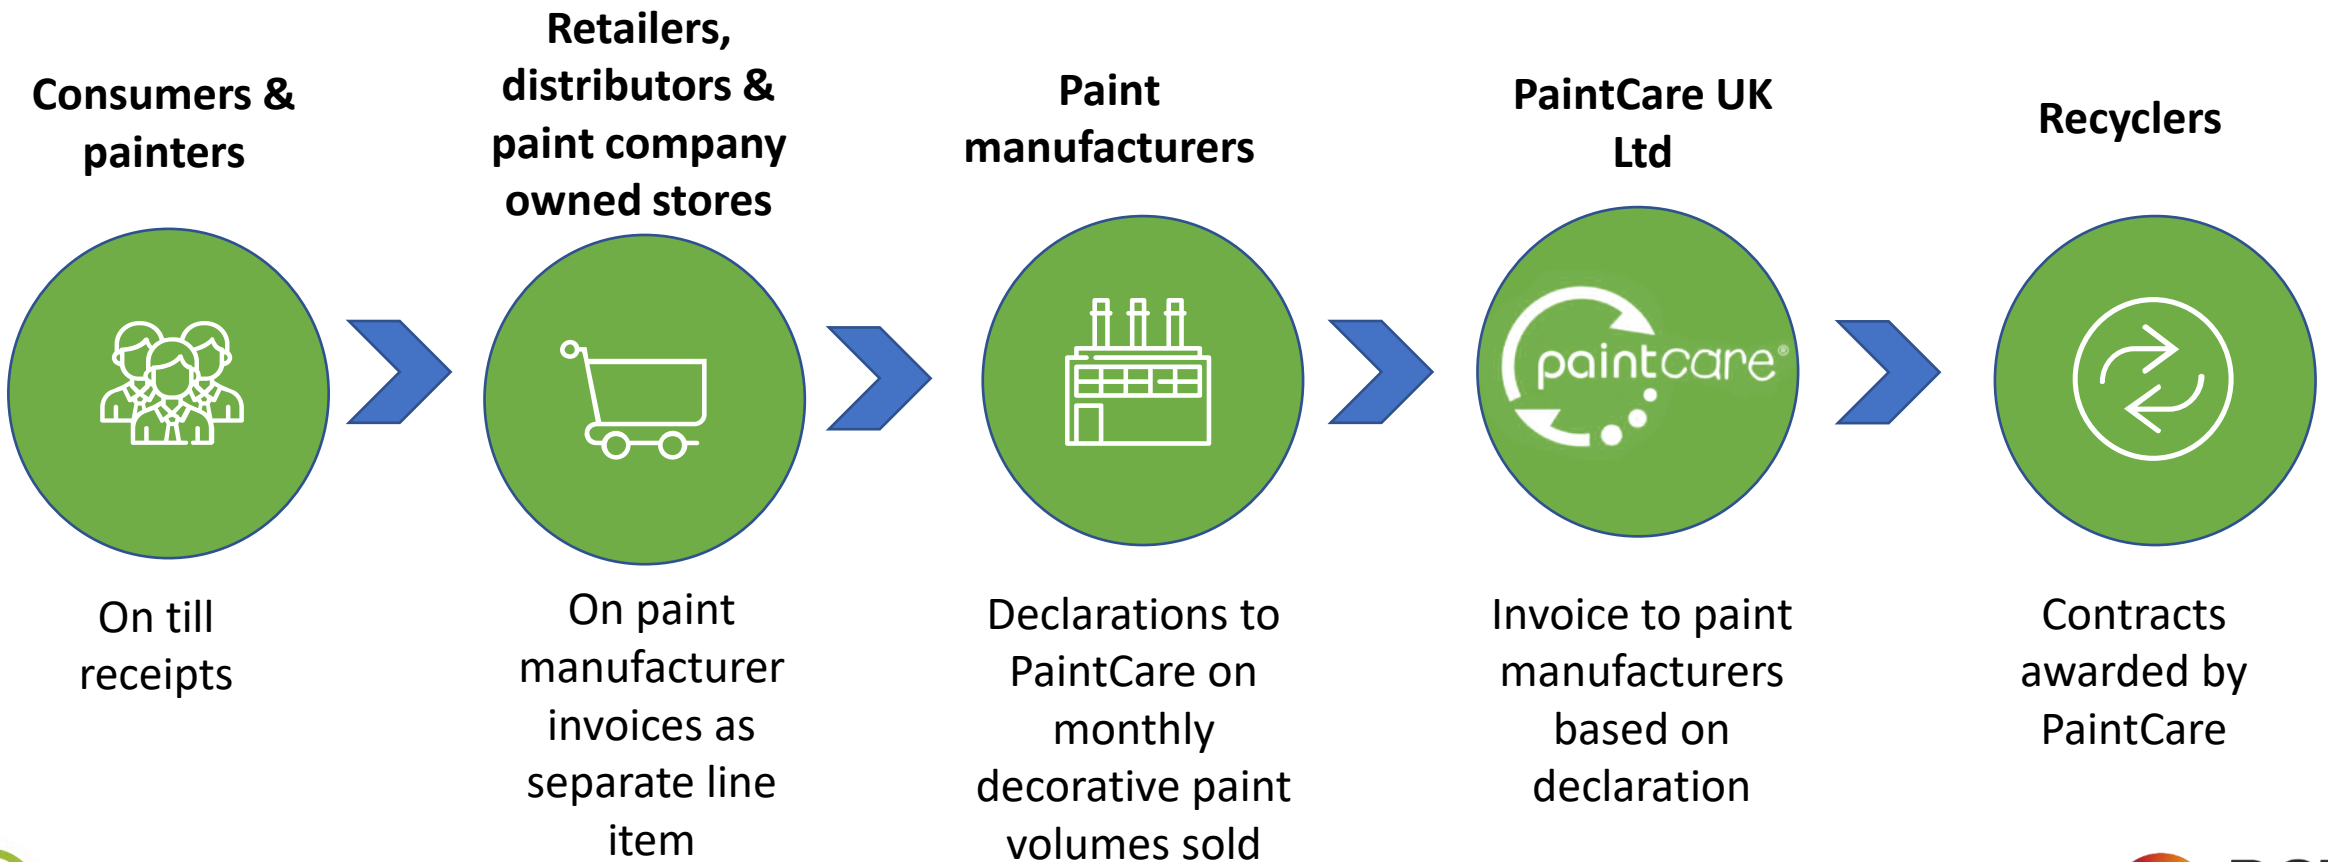 Consumers &
painters
Retailers,
distributors &
paint company
owned stores
Paint
manufacturers
PaintCare UK
Ltd
Recyclers
paintcare®
On till
receipts
On paint
manufacturer
invoices as
separate line
item
Declarations to
PaintCare on
monthly
decorative paint
volumes sold
Invoice to paint
manufacturers
based on
declaration
Contracts
awarded by
PaintCare